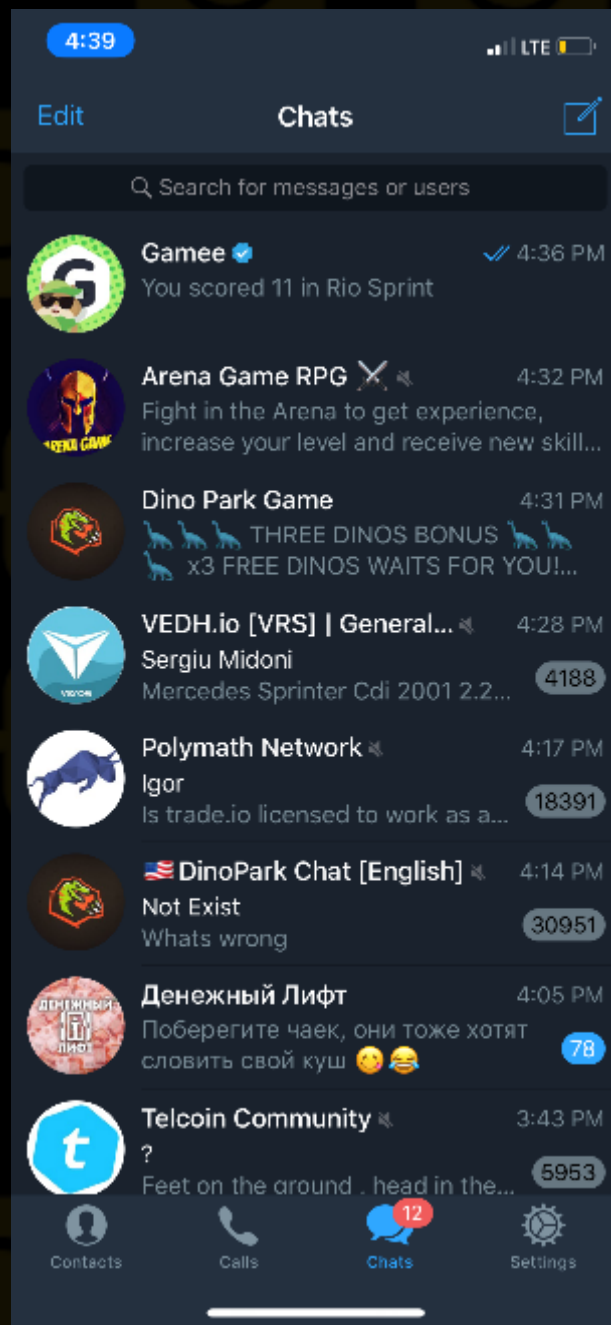 4:39
LTE
Edit
Chats
Search for messages or users
Gamee
4:36 PM
You scored 11 in Rio Sprint
G
Arena Game RPG
4:32 PM
Fight in the Arena to get experience,
increase your level and receive new skill...
ARENA GAME
Dino Park Game
4:31 PM
THREE DINOS BONUS
x3 FREE DINOS WAITS FOR YOU!...
VEDH.io [VRS] | General...
4:28 PM
Sergiu Midoni
Mercedes Sprinter Cdi 2001 2.2...
4188
Polymath Network
4:17 PM
Igor
Is trade.io licensed to work as a...
18391
DinoPark Chat [English]
4:14 PM
Not Exist
Whats wrong
30951
Денежный Лифт
4:05 PM
Поберегите чаек, они тоже хотят
словить свой куш
78
ДЕНЕЖНЫЙ
ЛИФТ
Telcoin Community
3:43 PM
?
Feet on the ground , head in the...
5953
t
12
Contacts
Calls
Chats
Settings